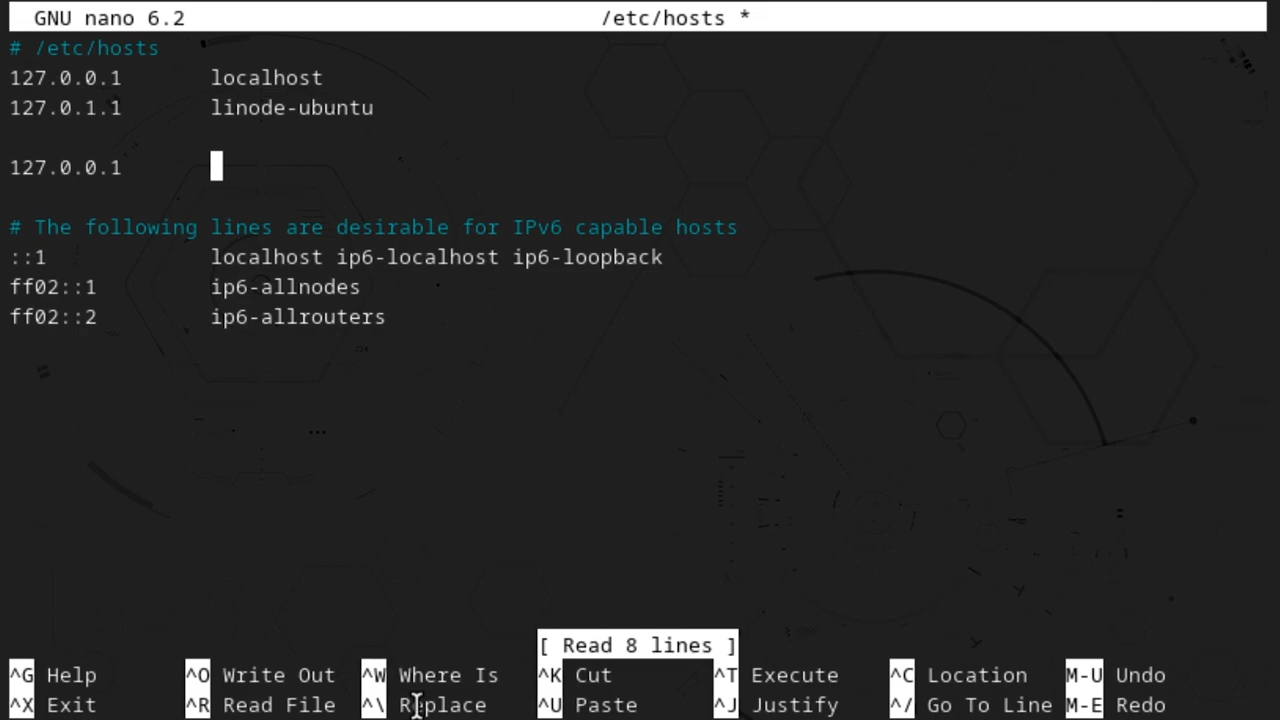 GNU nano 6.2 /etc/hosts *
# /etc/hosts
127.0.0.1 localhost
127.0.1.1 linode-ubuntu
127.0.0.1
# The following lines are desirable for IPv6 capable hosts
::1 localhost ip6-localhost ip6-loopback
ff02::1 ip6-allnodes
ff02::2 ip6-allrouters
[ Read 8 lines ]
^G Help ^O Write Out ^W Where Is ^K Cut ^T Execute ^C Location M-U Undo
^X Exit ^R Read File ^\ Replace ^U Paste ^J Justify ^/ Go To Line M-E Redo